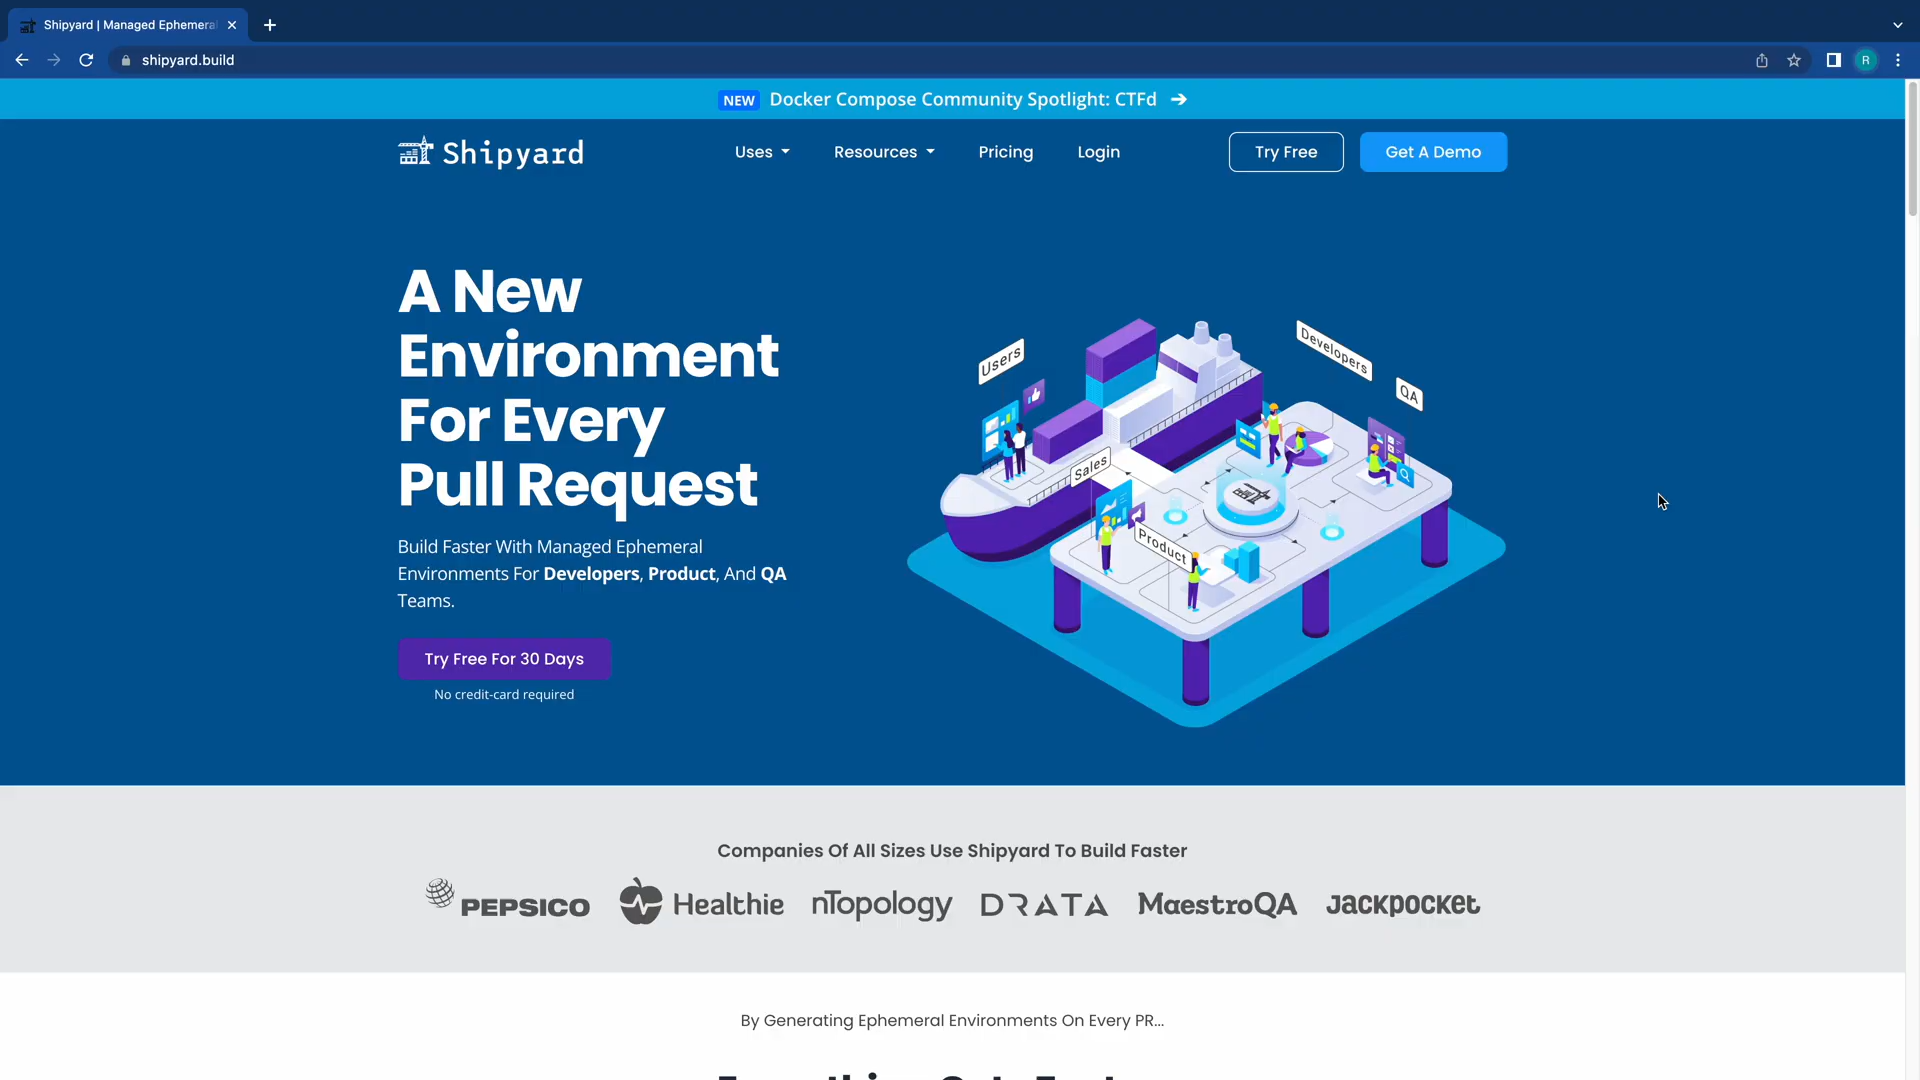 Shipyard | Managed Ephemera
shipyard.build
R
NEW Docker Compose Community Spotlight: CTFd
Shipyard
Uses
Resources
Pricing
Login
Try Free
Get A Demo
A New
Environment
For Every
Pull Request
Build Faster With Managed Ephemeral
Environments For Developers, Product, And QA
Teams.
Try Free For 30 Days
No credit-card required
Users
Developers
QA
Sales
Product
Companies Of All Sizes Use Shipyard To Build Faster
PEPSICO
Healthie
nTopology
DRATA
MaestroQA
JACKPOCKET
By Generating Ephemeral Environments On Every PR...